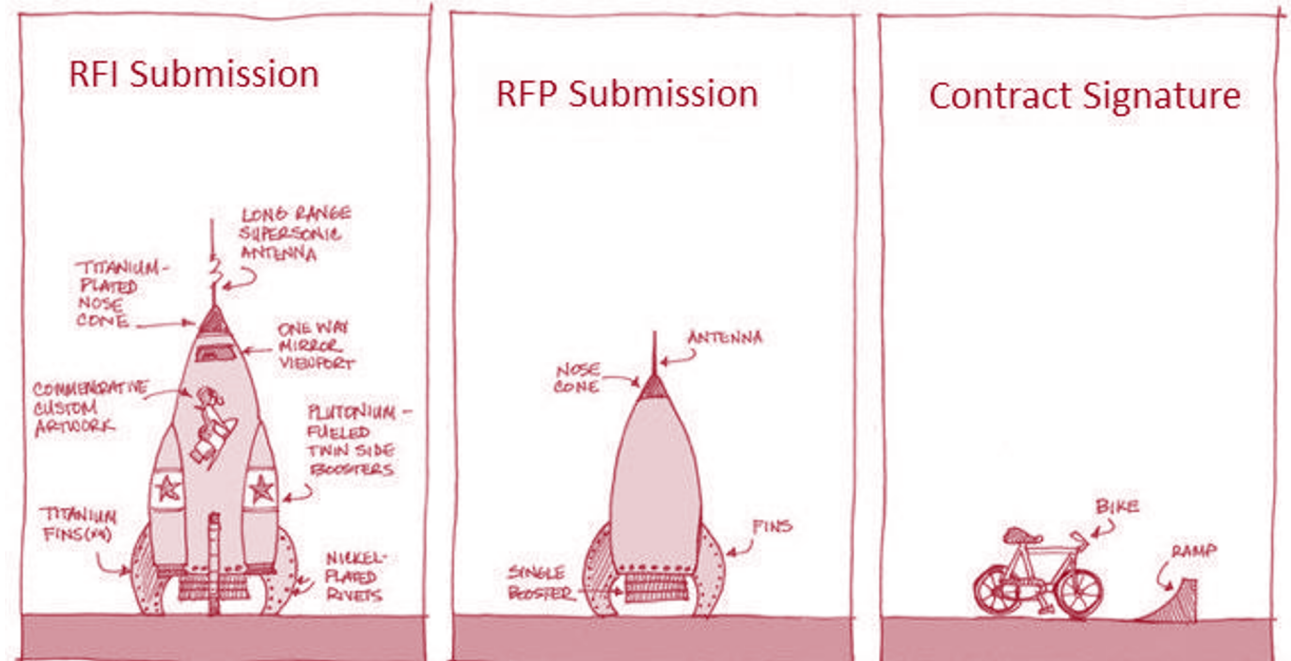 RFI Submission
LONG RANGE
SUPERSONIC
ANTENNA
TITANIUM-
PLATED
NOSE
CONE
ONE WAY
MIRROR
VIEWPORT
COMMEMORATIVE
CUSTOM
ARTWORK
PLUTONIUM-
FUELED
TWIN SIDE
BOOSTERS
TITANIUM
FINS (x4)
NICKEL-
PLATED
RIVETS
RFP Submission
ANTENNA
NOSE
CONE
FINS
SINGLE
BOOSTER
Contract Signature
BIKE
RAMP